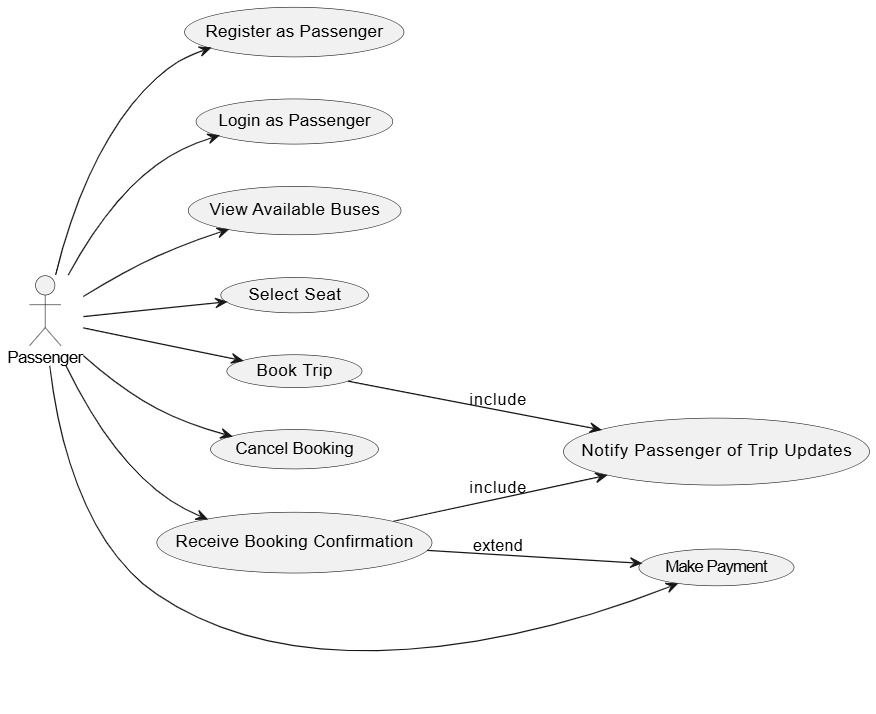 Register as Passenger
Login as Passenger
View Available Buses
Select Seat
Passenger
Book Trip
include
Cancel Booking
Notify Passenger of Trip Updates
include
Receive Booking Confirmation
extend
Make Payment